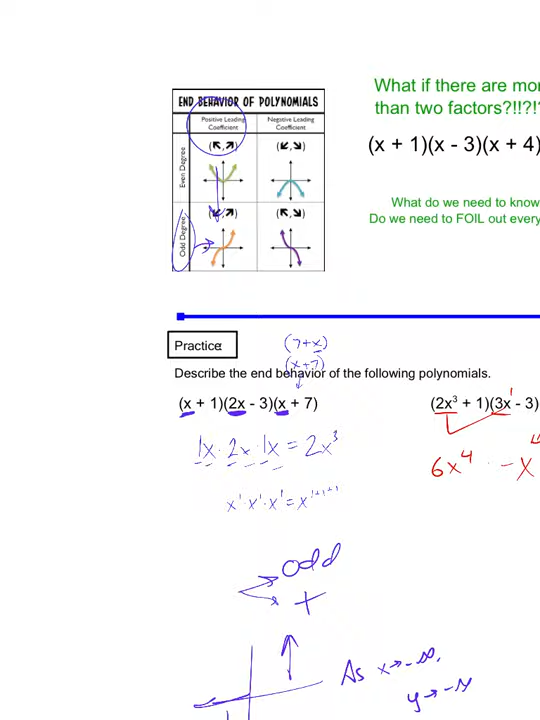 What if there are mor
than two factors?!!?!?
END BEHAVIOR OF POLYNOMIALS
Positive Leading Coefficient
Negative Leading Coefficient
(x + 1)(x - 3)(x + 4)
Even Degree
(↖, ↗)
(↙, ↘)
What do we need to know
Do we need to FOIL out every
Odd Degree
(↙, ↗)
(↖, ↘)
Practice:
(7+x)
(x+7)
Describe the end behavior of the following polynomials.
(x + 1)(2x - 3)(x + 7)
(2x³ + 1)(3x¹ - 3)
1x · 2x · 1x = 2x³
6x⁴
-x
x¹ · x¹ · x¹ = x¹⁺¹⁺¹
odd
+
As x→-∞,
y→-∞